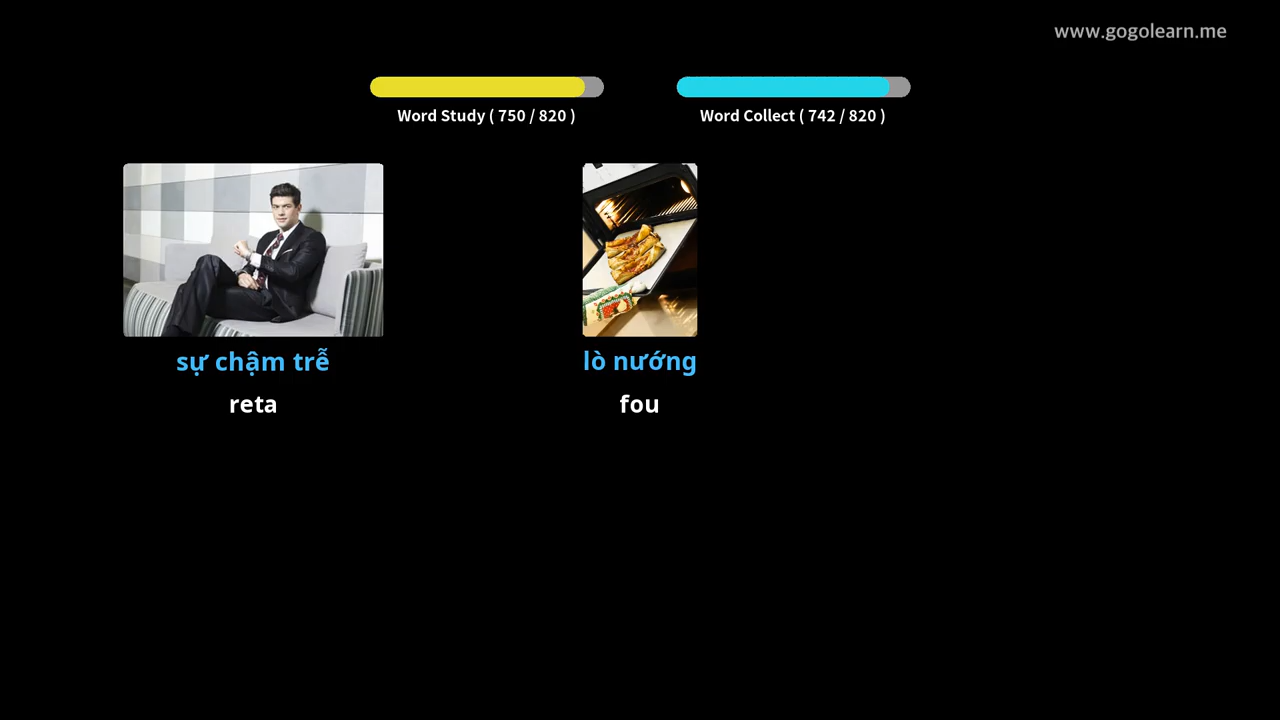 www.gogolearn.me
Word Study ( 750 / 820 )
Word Collect ( 742 / 820 )
sự chậm trễ
lò nướng
reta
fou